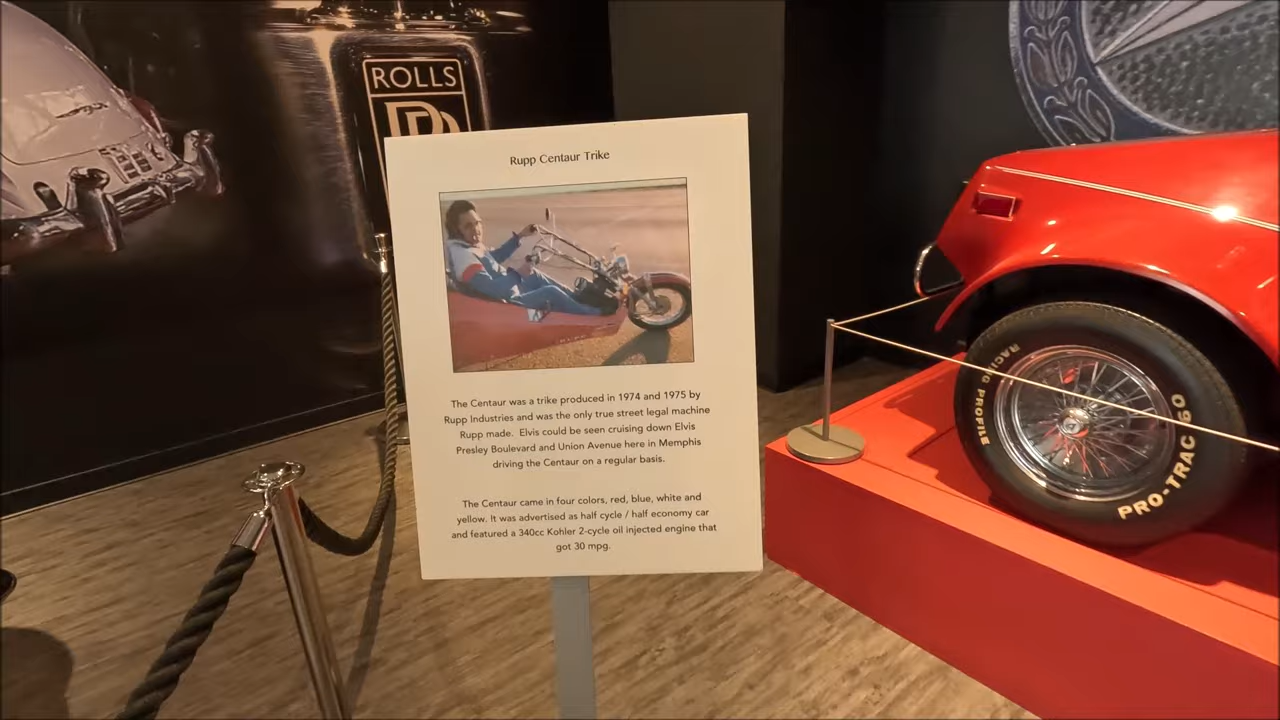 ROLLS
Rupp Centaur Trike
The Centaur was a trike produced in 1974 and 1975 by
Rupp Industries and was the only true street legal machine
Rupp made. Elvis could be seen cruising down Elvis
Presley Boulevard and Union Avenue here in Memphis
driving the Centaur on a regular basis.
The Centaur came in four colors, red, blue, white and
yellow. It was advertised as half cycle / half economy car
and featured a 340cc Kohler 2-cycle oil injected engine that
got 30 mpg.
RACING PROFILE
PRO-TRAC 60